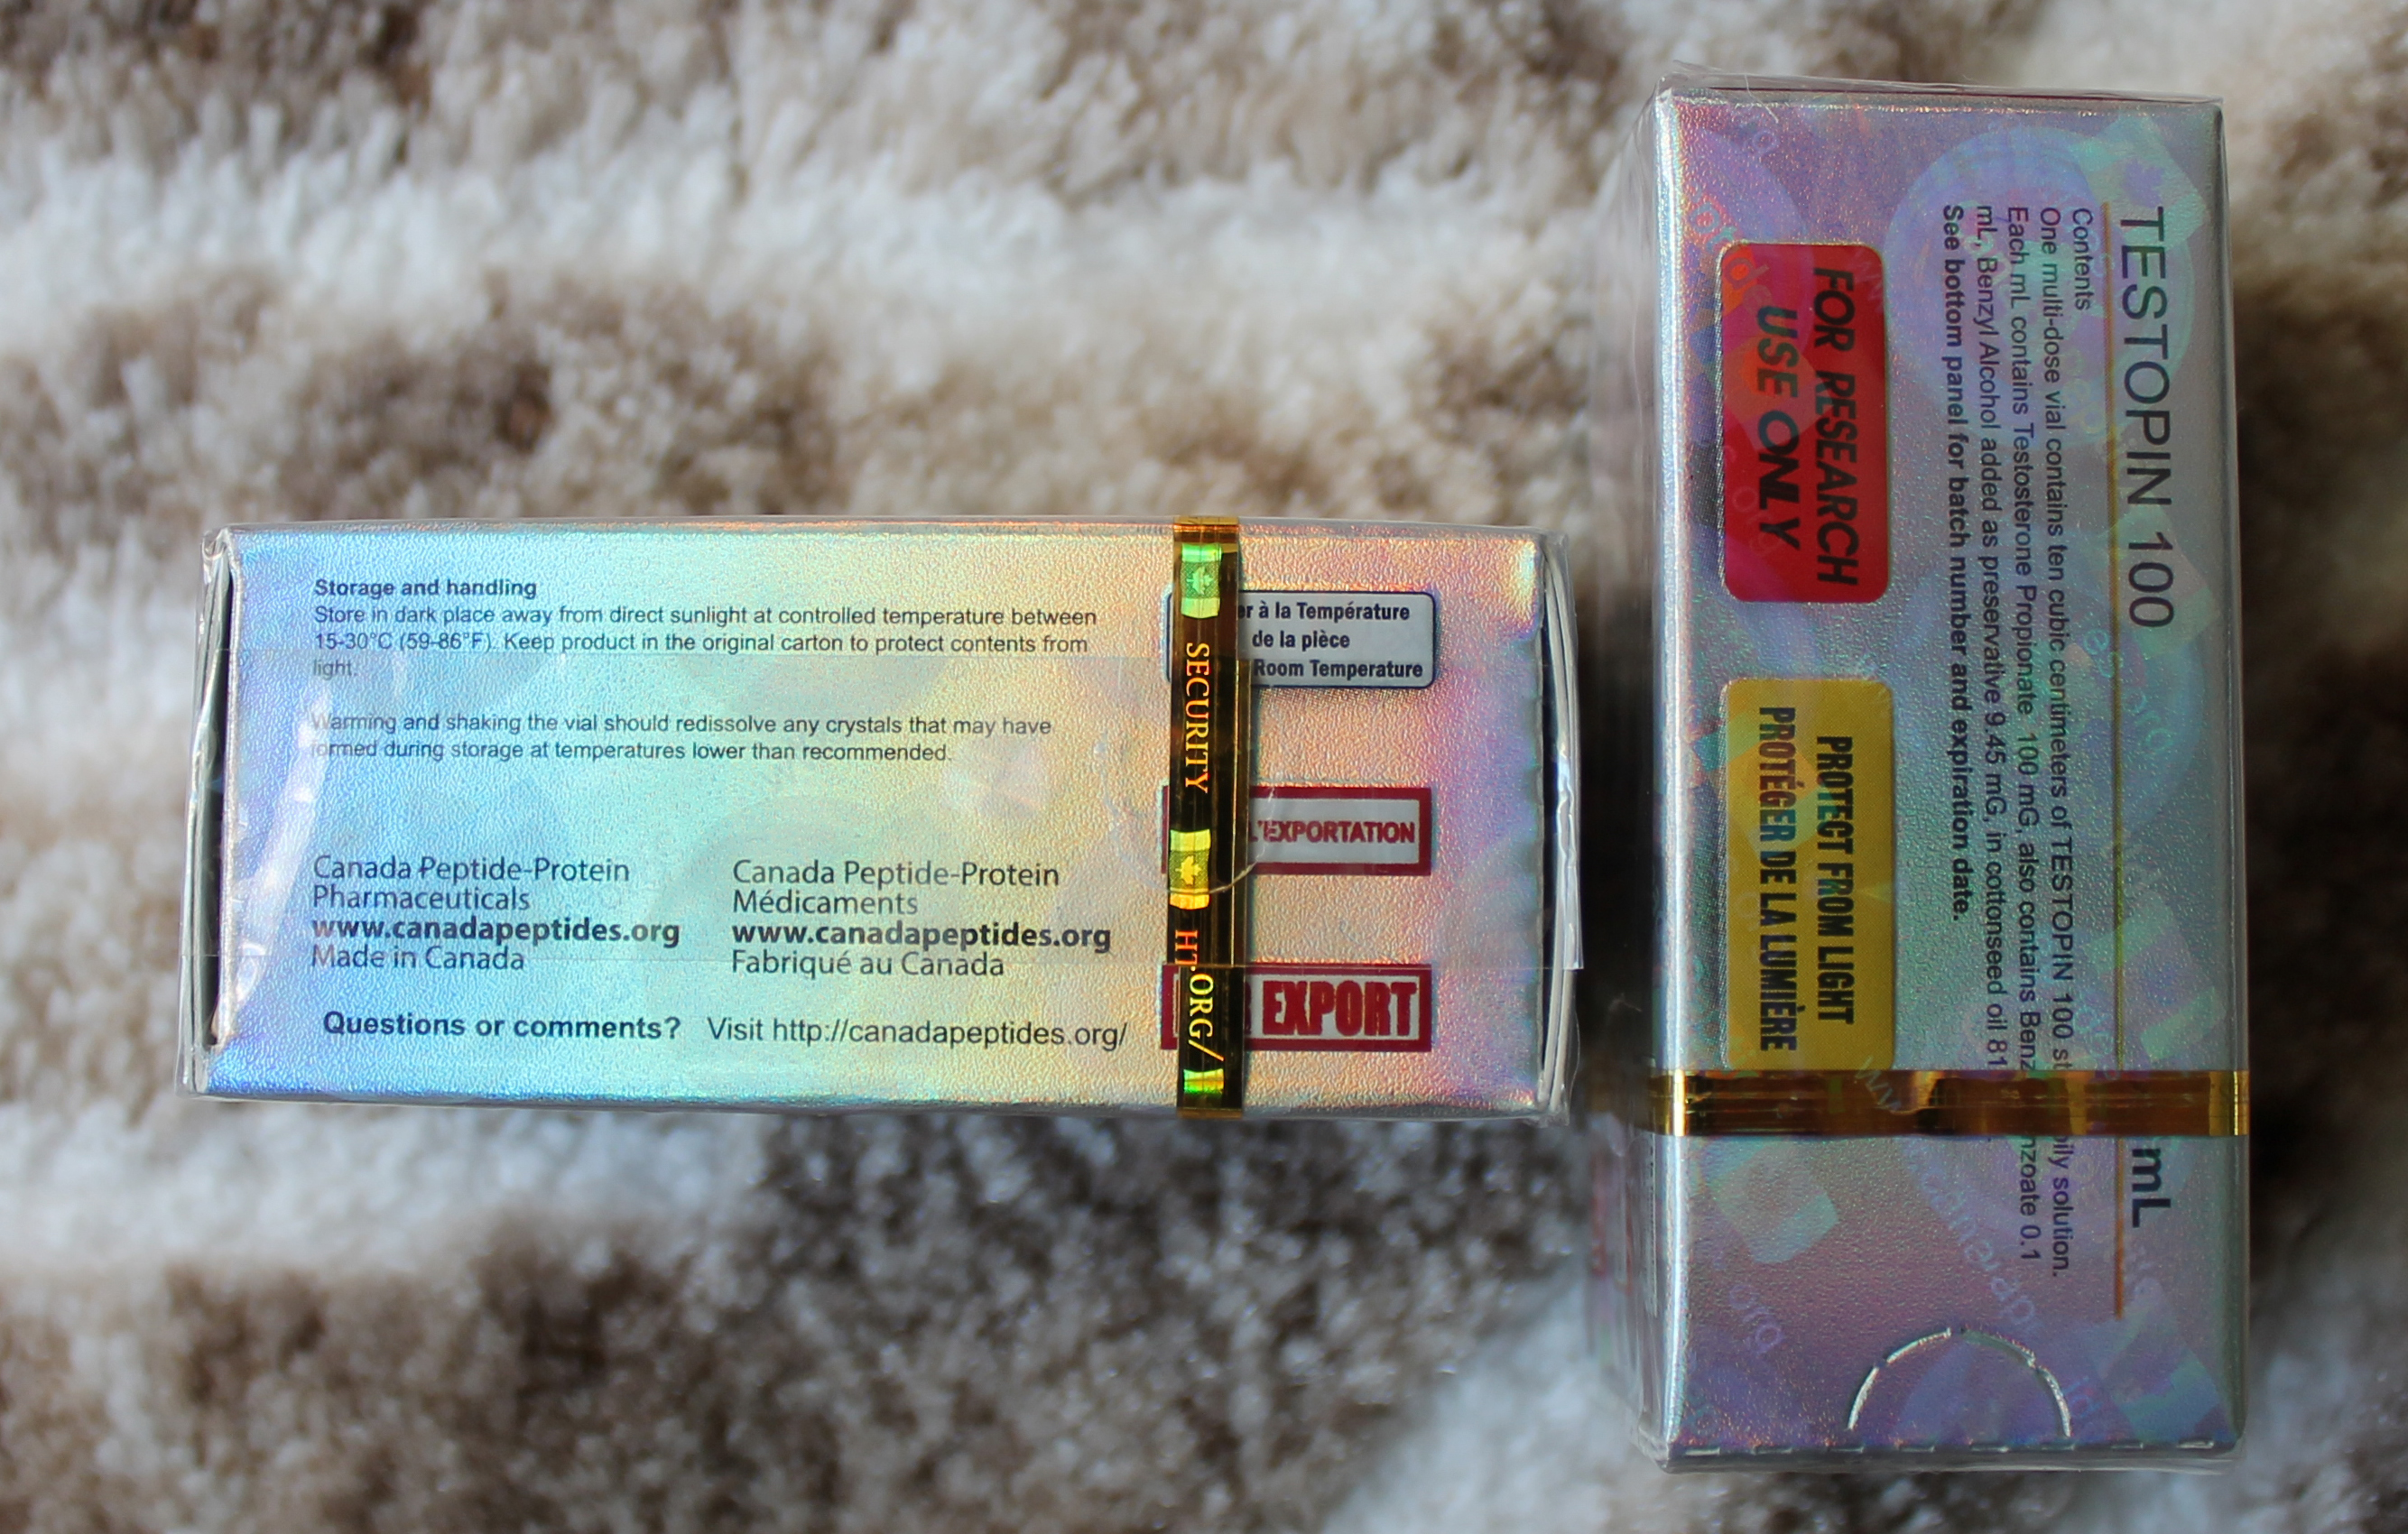 Storage and handling
Store in dark place away from direct sunlight at controlled temperature between
15-30°C (59-86°F). Keep product in the original carton to protect contents from
light.
Warming and shaking the vial should redissolve any crystals that may have
formed during storage at temperatures lower than recommended.
Canada Peptide-Protein
Pharmaceuticals
www.canadapeptides.org
Made in Canada
Canada Peptide-Protein
Médicaments
www.canadapeptides.org
Fabriqué au Canada
Questions or comments? Visit http://canadapeptides.org/
SECURITY
HT.ORG/
à la Température
de la pièce
Room Temperature
L'EXPORTATION
EXPORT
TESTOPIN 100
mL
Contents
One multi-dose vial contains ten cubic centimeters of TESTOPIN 100 oily solution.
Each mL contains Testosterone Propionate 100 mG, also contains 0.1
mL, Benzyl Alcohol added as preservative 9.45 mG, in cottonseed oil
See bottom panel for batch number and expiration date.
FOR RESEARCH
USE ONLY
PROTECT FROM LIGHT
PROTÉGER DE LA LUMIÈRE